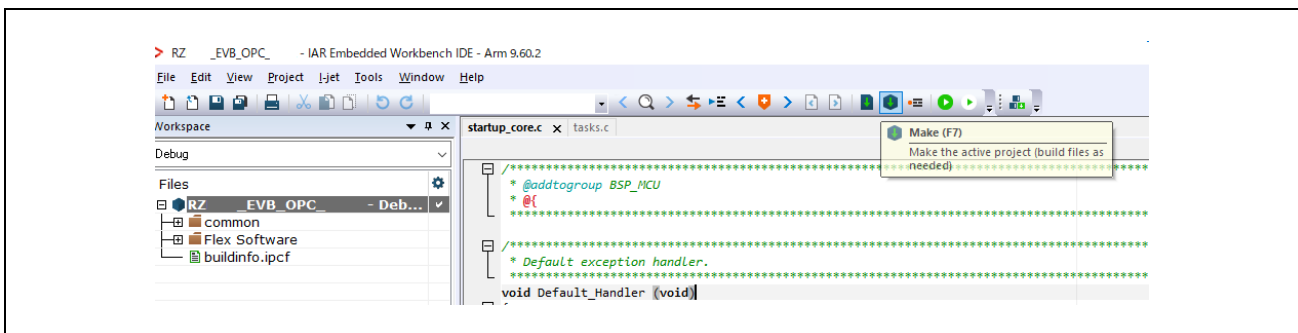 RZ _EVB_OPC_ - IAR Embedded Workbench IDE - Arm 9.60.2
File Edit View Project I-jet Tools Window Help
Workspace
startup_core.c x tasks.c
Make (F7)
Make the active project (build files as
needed)
Debug
Files
RZ _EVB_OPC_ - Deb...
common
Flex Software
buildinfo.ipcf
/*****************************************************************************************
* @addtogroup BSP_MCU
* @{
*****************************************************************************************
/*****************************************************************************************
* Default exception handler.
*****************************************************************************************
void Default_Handler (void)